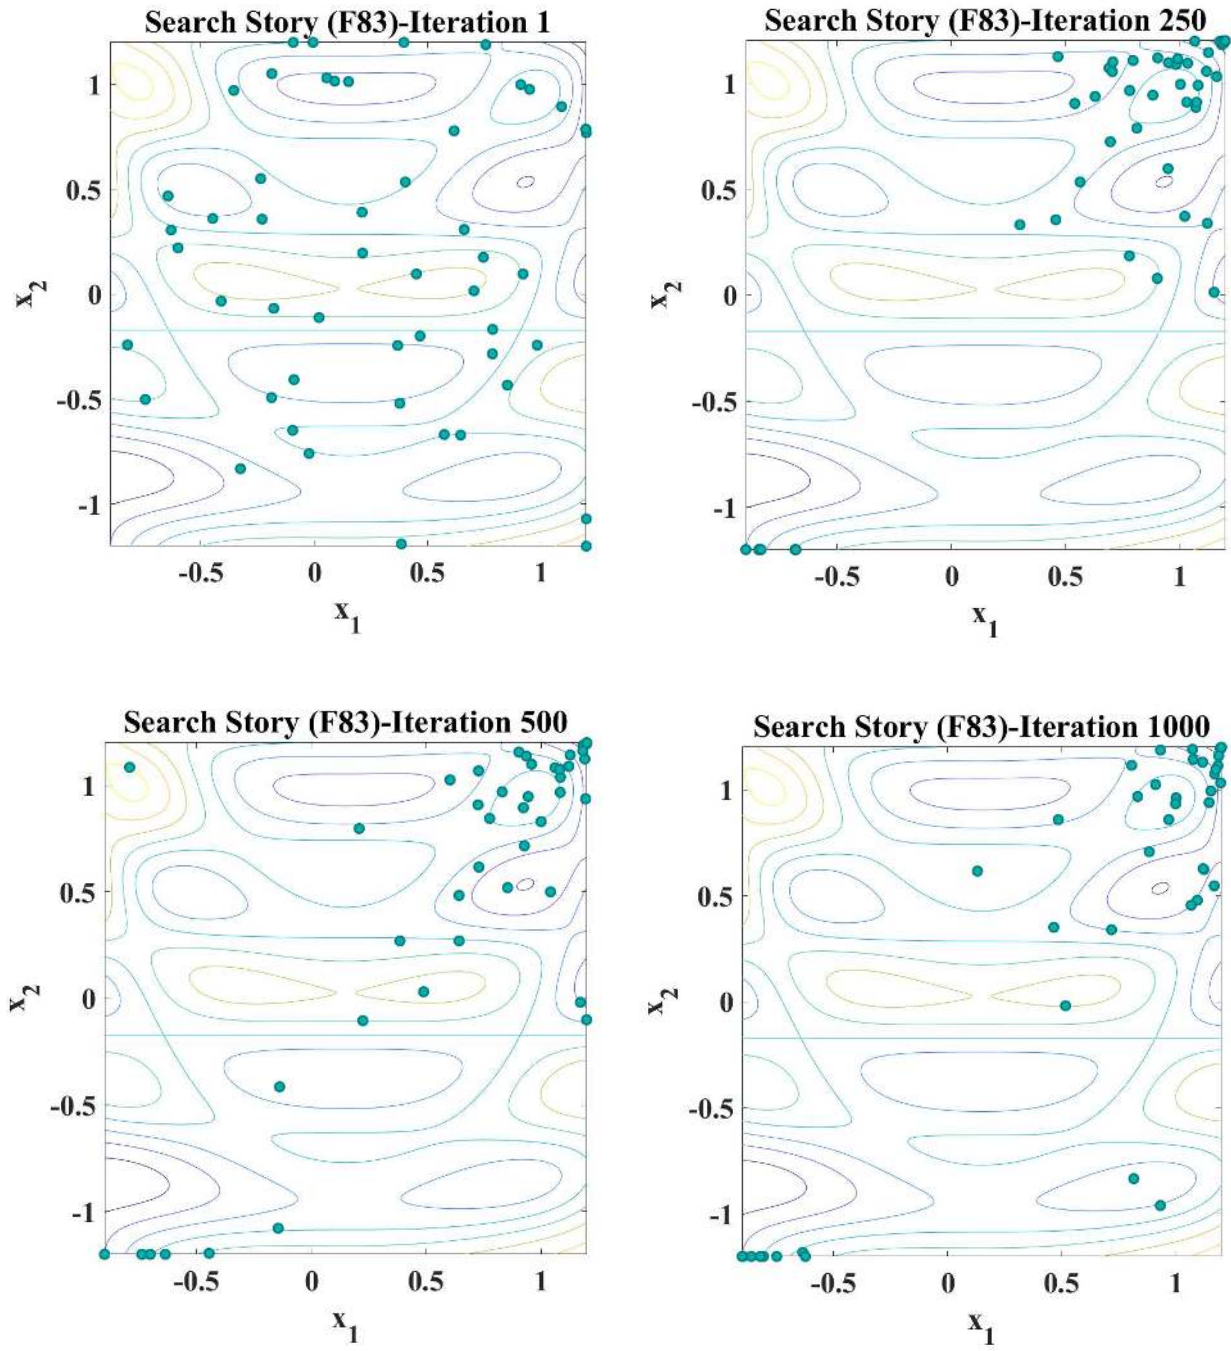 Search Story (F83)-Iteration 1
1
0.5
0
-0.5
-1
x2
-0.5 0 0.5 1
x1
Search Story (F83)-Iteration 250
1
0.5
0
-0.5
-1
x2
-0.5 0 0.5 1
x1
Search Story (F83)-Iteration 500
1
0.5
0
-0.5
-1
x2
-0.5 0 0.5 1
x1
Search Story (F83)-Iteration 1000
1
0.5
0
-0.5
-1
x2
-0.5 0 0.5 1
x1